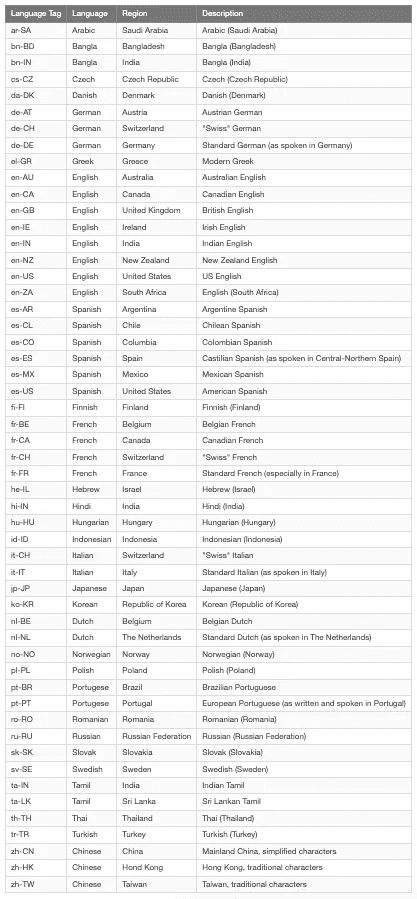 Language Tag Language Region Description
ar-SA Arabic Saudi Arabia Arabic (Saudi Arabia)
bn-BD Bangla Bangladesh Bangla (Bangladesh)
bn-IN Bangla India Bangla (India)
cs-CZ Czech Czech Republic Czech (Czech Republic)
da-DK Danish Denmark Danish (Denmark)
de-AT German Austria Austrian German
de-CH German Switzerland "Swiss" German
de-DE German Germany Standard German (as spoken in Germany)
el-GR Greek Greece Modern Greek
en-AU English Australia Australian English
en-CA English Canada Canadian English
en-GB English United Kingdom British English
en-IE English Ireland Irish English
en-IN English India Indian English
en-NZ English New Zealand New Zealand English
en-US English United States US English
en-ZA English South Africa English (South Africa)
es-AR Spanish Argentina Argentine Spanish
es-CL Spanish Chile Chilean Spanish
es-CO Spanish Columbia Colombian Spanish
es-ES Spanish Spain Castilian Spanish (as spoken in Central-Northern Spain)
es-MX Spanish Mexico Mexican Spanish
es-US Spanish United States American Spanish
fi-FI Finnish Finland Finnish (Finland)
fr-BE French Belgium Belgian French
fr-CA French Canada Canadian French
fr-CH French Switzerland "Swiss" French
fr-FR French France Standard French (especially in France)
he-IL Hebrew Israel Hebrew (Israel)
hi-IN Hindi India Hindi (India)
hu-HU Hungarian Hungary Hungarian (Hungary)
id-ID Indonesian Indonesia Indonesian (Indonesia)
it-CH Italian Switzerland "Swiss" Italian
it-IT Italian Italy Standard Italian (as spoken in Italy)
jp-JP Japanese Japan Japanese (Japan)
ko-KR Korean Republic of Korea Korean (Republic of Korea)
nl-BE Dutch Belgium Belgian Dutch
nl-NL Dutch The Netherlands Standard Dutch (as spoken in The Netherlands)
no-NO Norwegian Norway Norwegian (Norway)
pl-PL Polish Poland Polish (Poland)
pt-BR Portugese Brazil Brazilian Portuguese
pt-PT Portugese Portugal European Portuguese (as written and spoken in Portugal)
ro-RO Romanian Romania Romanian (Romania)
ru-RU Russian Russian Federation Russian (Russian Federation)
sk-SK Slovak Slovakia Slovak (Slovakia)
sv-SE Swedish Sweden Swedish (Sweden)
ta-IN Tamil India Indian Tamil
ta-LK Tamil Sri Lanka Sri Lankan Tamil
th-TH Thai Thailand Thai (Thailand)
tr-TR Turkish Turkey Turkish (Turkey)
zh-CN Chinese China Mainland China, simplified characters
zh-HK Chinese Hond Kong Hong Kong, traditional characters
zh-TW Chinese Taiwan Taiwan, traditional characters